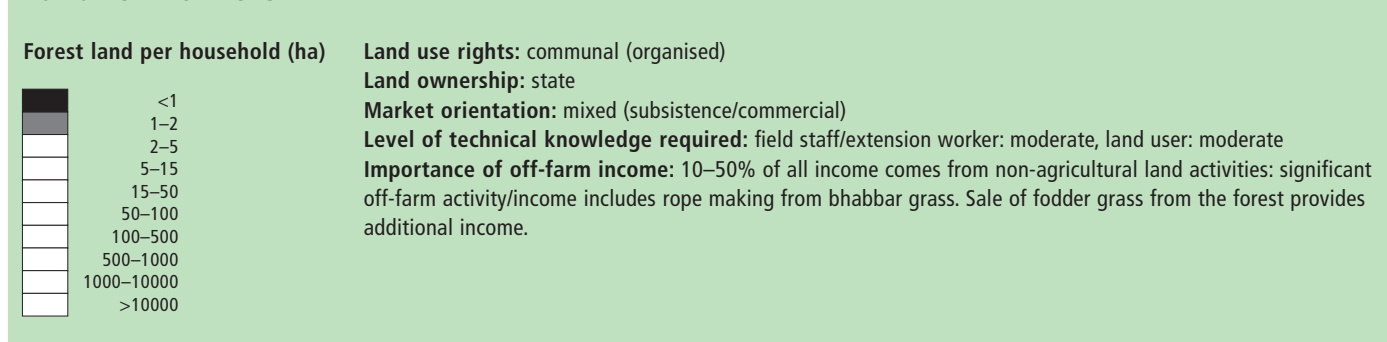 Forest land per household (ha)
<1
1–2
2–5
5–15
15–50
50–100
100–500
500–1000
1000–10000
>10000
Land use rights: communal (organised)
Land ownership: state
Market orientation: mixed (subsistence/commercial)
Level of technical knowledge required: field staff/extension worker: moderate, land user: moderate
Importance of off-farm income: 10–50% of all income comes from non-agricultural land activities: significant
off-farm activity/income includes rope making from bhabbar grass. Sale of fodder grass from the forest provides
additional income.